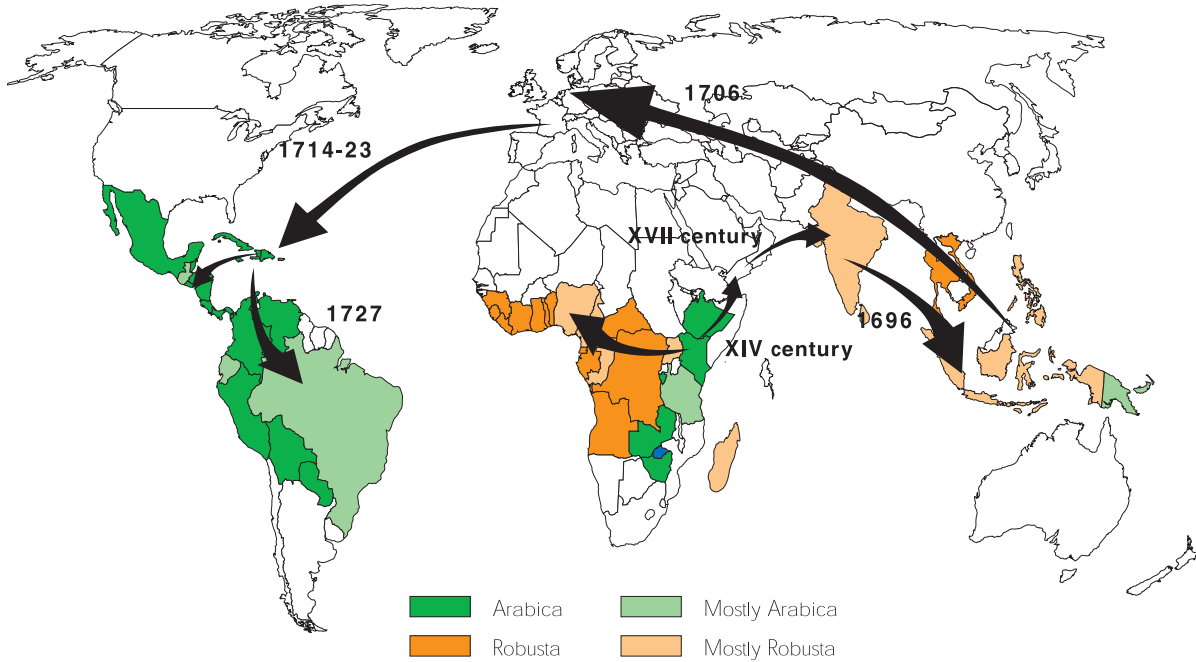 1706
1714-23
XVII century
1727
1696
XIV century
Arabica
Mostly Arabica
Robusta
Mostly Robusta